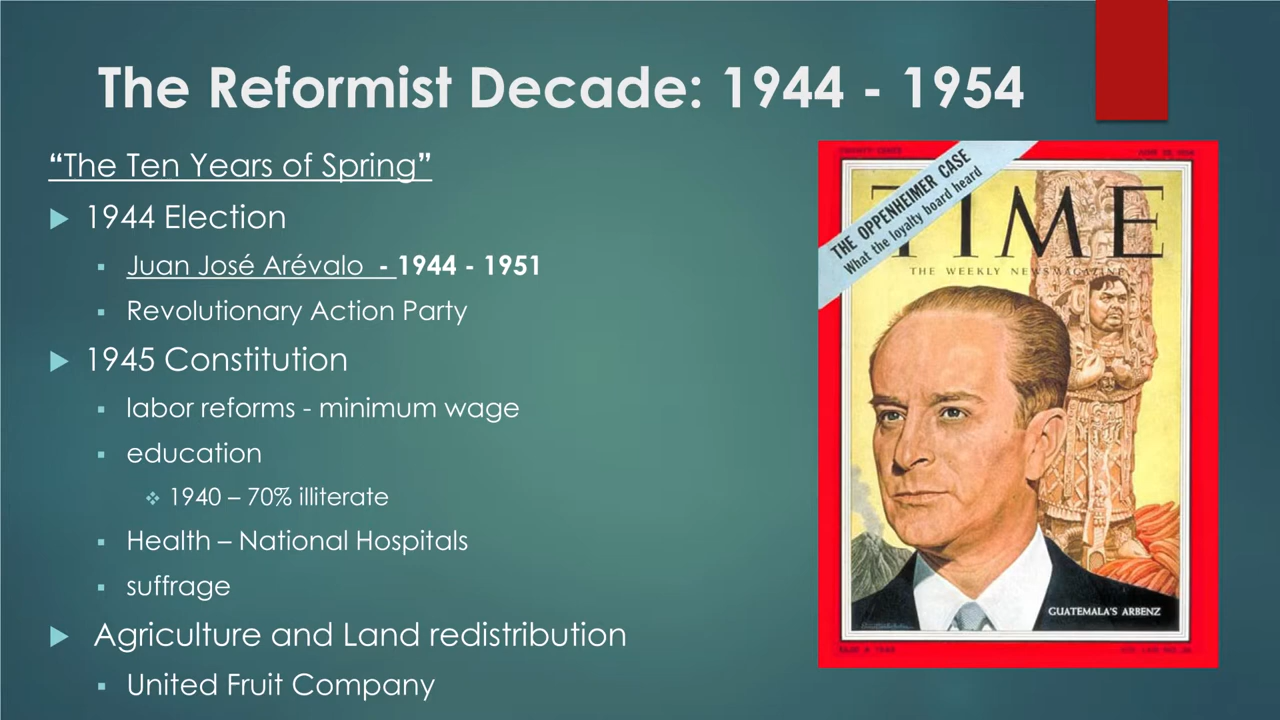 The Reformist Decade: 1944 - 1954
“The Ten Years of Spring”
1944 Election
Juan José Arévalo - 1944 - 1951
Revolutionary Action Party
1945 Constitution
labor reforms - minimum wage
education
1940 – 70% illiterate
Health – National Hospitals
suffrage
Agriculture and Land redistribution
United Fruit Company
THE OPPENHEIMER CASE
What the loyalty board heard
TIME
THE WEEKLY NEWSMAGAZINE
GUATEMALA'S ARBENZ